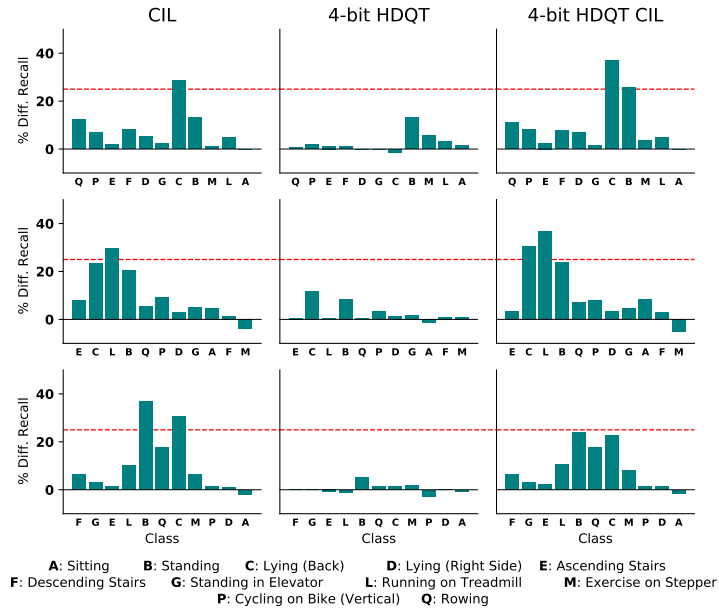 CIL 4-bit HDQT 4-bit HDQT CIL
% Diff. Recall
40
20
0
Q P E F D G C B M L A
Q P E F D G C B M L A
Q P E F D G C B M L A
% Diff. Recall
40
20
0
E C L B Q P D G A F M
E C L B Q P D G A F M
E C L B Q P D G A F M
% Diff. Recall
40
20
0
F G E L B Q C M P D A
F G E L B Q C M P D A
F G E L B Q C M P D A
Class Class Class
A: Sitting B: Standing C: Lying (Back) D: Lying (Right Side) E: Ascending Stairs
F: Descending Stairs G: Standing in Elevator L: Running on Treadmill M: Exercise on Stepper
P: Cycling on Bike (Vertical) Q: Rowing